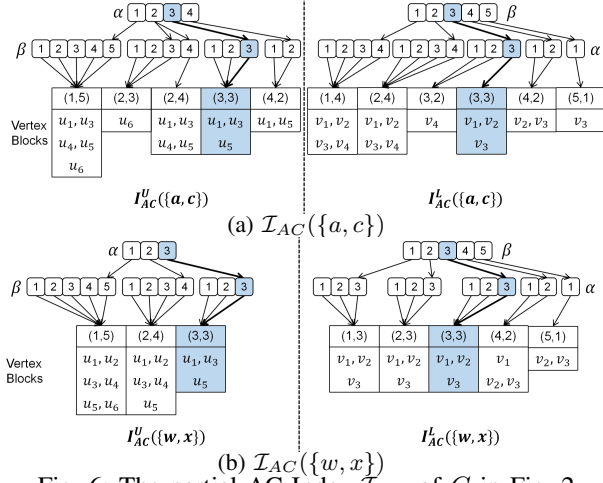 α 1 2 3 4
1 2 3 4 5 β
β 1 2 3 4 5 1 2 3 4 1 2 3 1 2
1 2 3 4 1 2 3 4 1 2 3 1 2 1 α
(1,5) (2,3) (2,4) (3,3) (4,2)
(1,4) (2,4) (3,2) (3,3) (4,2) (5,1)
Vertex Blocks
u₁, u₃ u₆ u₁, u₃ u₁, u₃ u₁, u₅
u₄, u₅ u₄, u₅ u₅
u₆
v₁, v₂ v₁, v₂ v₄ v₁, v₂ v₂, v₃ v₃
v₃, v₄ v₃, v₄ v₃
I^U_AC({a, c})
I^L_AC({a, c})
(a) I_AC({a, c})
α 1 2 3
1 2 3 4 5 β
β 1 2 3 4 5 1 2 3 4 1 2 3
1 2 3 1 2 3 1 2 3 1 2 1 α
(1,5) (2,4) (3,3)
(1,3) (2,3) (3,3) (4,2) (5,1)
Vertex Blocks
u₁, u₂ u₁, u₂ u₁, u₃
u₃, u₄ u₃, u₄ u₅
u₅, u₆ u₅
v₁, v₂ v₁, v₂ v₁, v₂ v₁ v₂, v₃
v₃ v₃ v₃ v₂, v₃
I^U_AC({w, x})
I^L_AC({w, x})
(b) I_AC({w, x})